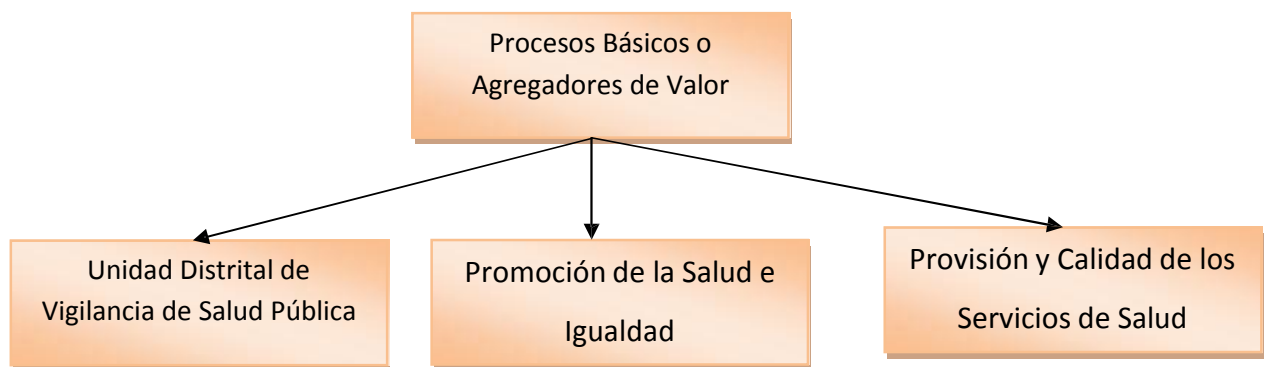 Procesos Básicos o
Agregadores de Valor
Unidad Distrital de
Vigilancia de Salud Pública
Promoción de la Salud e
Igualdad
Provisión y Calidad de los
Servicios de Salud